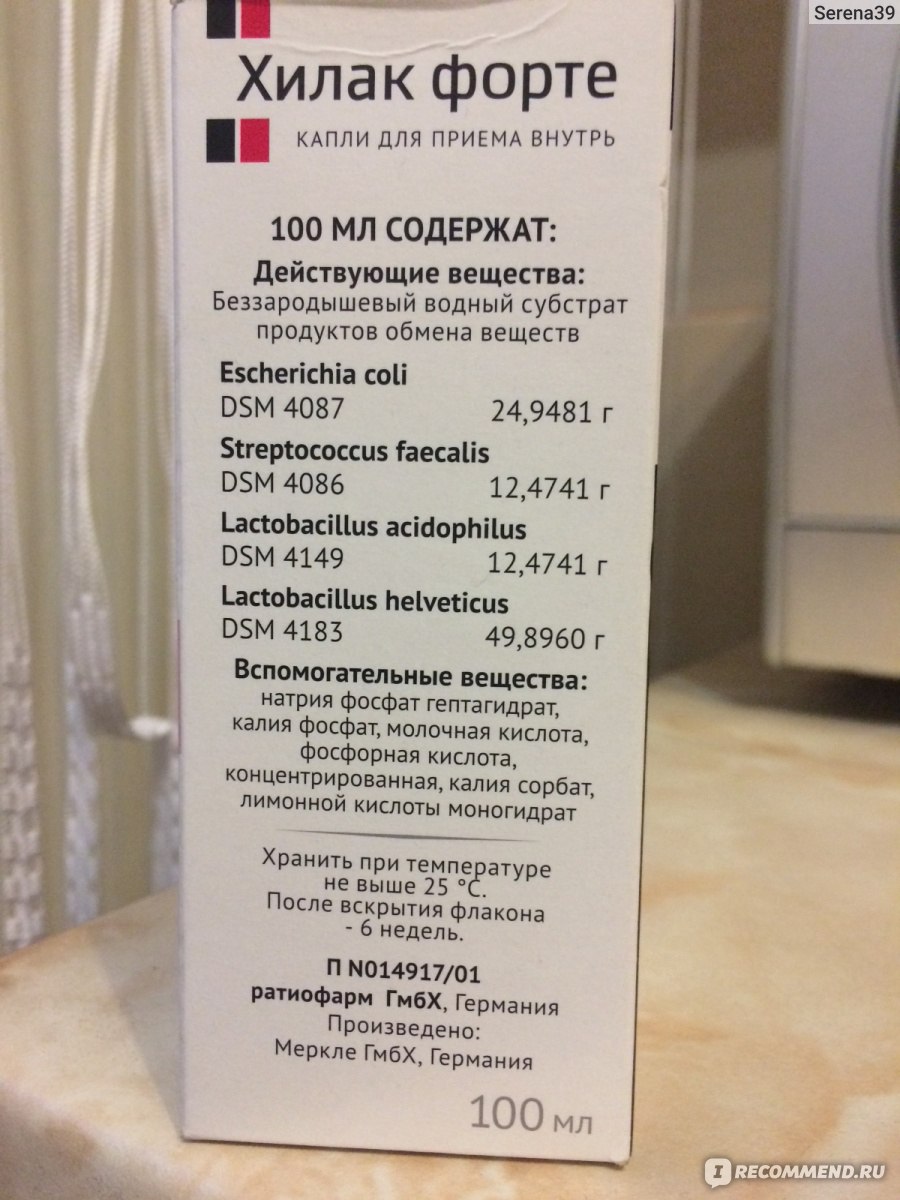 Serena39
Хилак форте
КАПЛИ ДЛЯ ПРИЕМА ВНУТРЬ
100 МЛ СОДЕРЖАТ:
Действующие вещества:
Беззародышевый водный субстрат
продуктов обмена веществ
Escherichia coli
DSM 4087 24,9481 г
Streptococcus faecalis
DSM 4086 12,4741 г
Lactobacillus acidophilus
DSM 4149 12,4741 г
Lactobacillus helveticus
DSM 4183 49,8960 г
Вспомогательные вещества:
натрия фосфат гептагидрат,
калия фосфат, молочная кислота,
фосфорная кислота,
концентрированная, калия сорбат,
лимонной кислоты моногидрат
Хранить при температуре
не выше 25 °C.
После вскрытия флакона
- 6 недель.
П N014917/01
ратиофарм ГмбХ, Германия
Произведено:
Меркле ГмбХ, Германия
100 мл
I RECOMMEND.RU